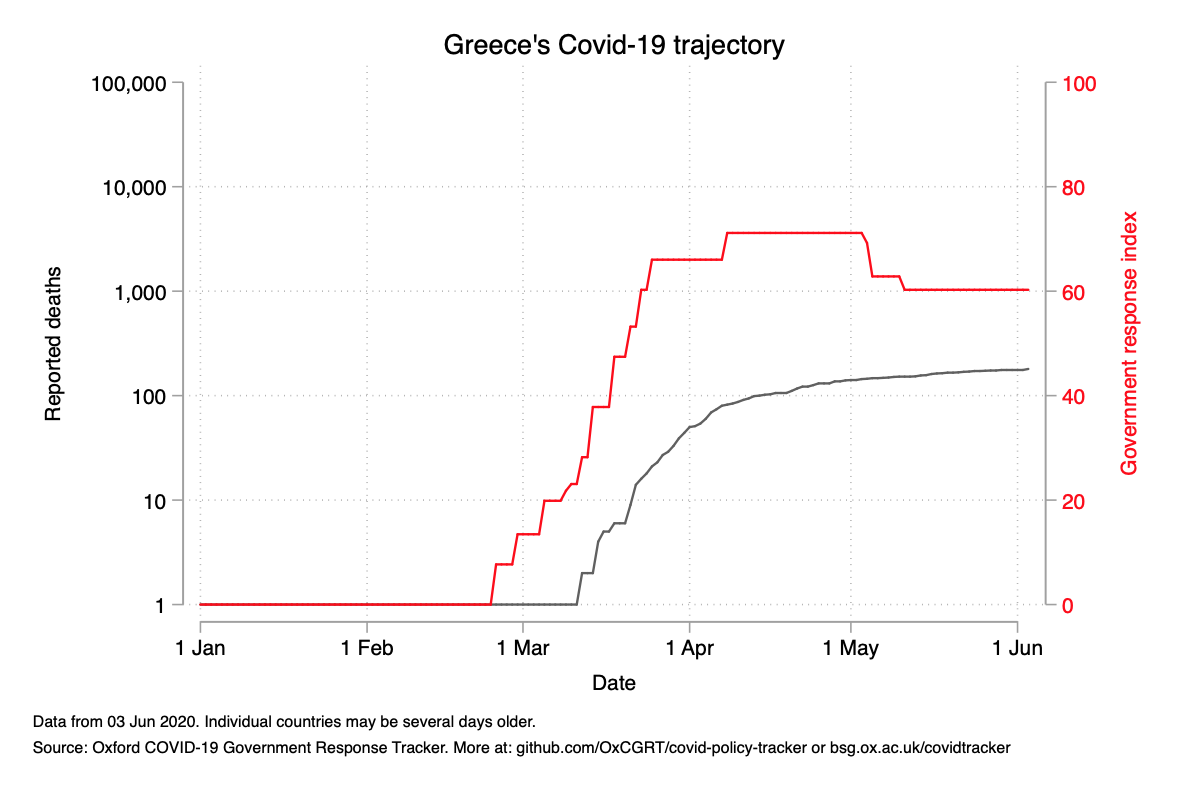 Greece's Covid-19 trajectory
100,000
10,000
1,000
100
10
1
Reported deaths
100
80
60
40
20
0
Government response index
1 Jan 1 Feb 1 Mar 1 Apr 1 May 1 Jun
Date
Data from 03 Jun 2020. Individual countries may be several days older.
Source: Oxford COVID-19 Government Response Tracker. More at: github.com/OxCGRT/covid-policy-tracker or bsg.ox.ac.uk/covidtracker